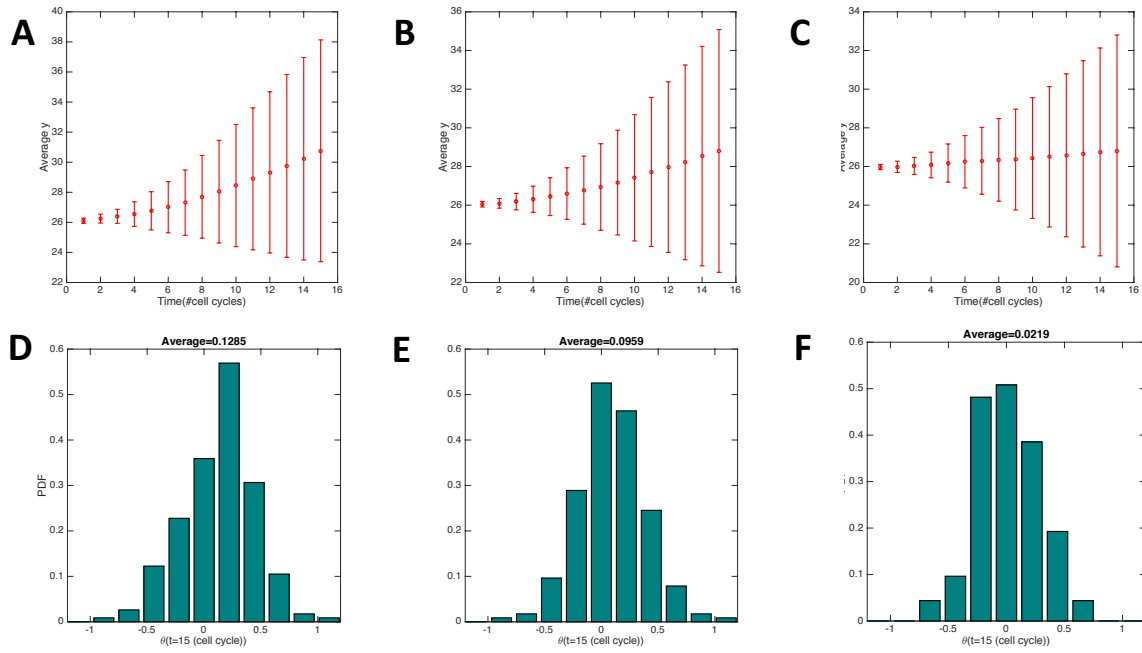 A
40
38
36
34
32
30
28
26
24
22
Average y
0 2 4 6 8 10 12 14 16
Time(#cell cycles)
B
36
34
32
30
28
26
24
22
Average y
0 2 4 6 8 10 12 14 16
Time(#cell cycles)
C
34
32
30
28
26
24
22
20
Average y
0 2 4 6 8 10 12 14 16
Time(#cell cycles)
D
Average=0.1285
0.6
0.5
0.4
0.3
0.2
0.1
0
PDF
-1 -0.5 0 0.5 1
θ(t=15 (cell cycle))
E
Average=0.0959
0.6
0.5
0.4
0.3
0.2
0.1
0
-1 -0.5 0 0.5 1
θ(t=15 (cell cycle))
F
Average=0.0219
0.6
0.5
0.4
0.3
0.2
0.1
0
-1 -0.5 0 0.5 1
θ(t=15 (cell cycle))